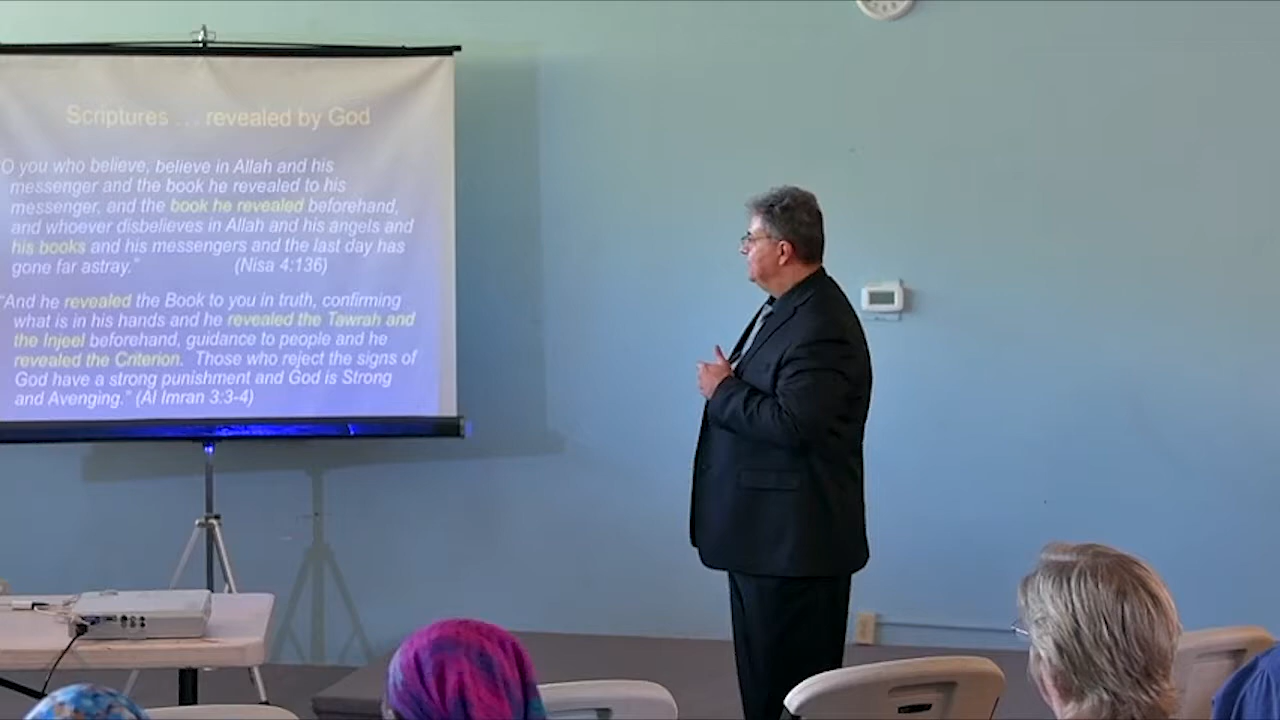 Scriptures ... revealed by God
O you who believe, believe in Allah and his
messenger and the book he revealed to his
messenger, and the book he revealed beforehand,
and whoever disbelieves in Allah and his angels and
his books and his messengers and the last day has
gone far astray.” (Nisa 4:136)
“And he revealed the Book to you in truth, confirming
what is in his hands and he revealed the Tawrah and
the Injeel beforehand, guidance to people and he
revealed the Criterion. Those who reject the signs of
God have a strong punishment and God is Strong
and Avenging.” (Al Imran 3:3-4)